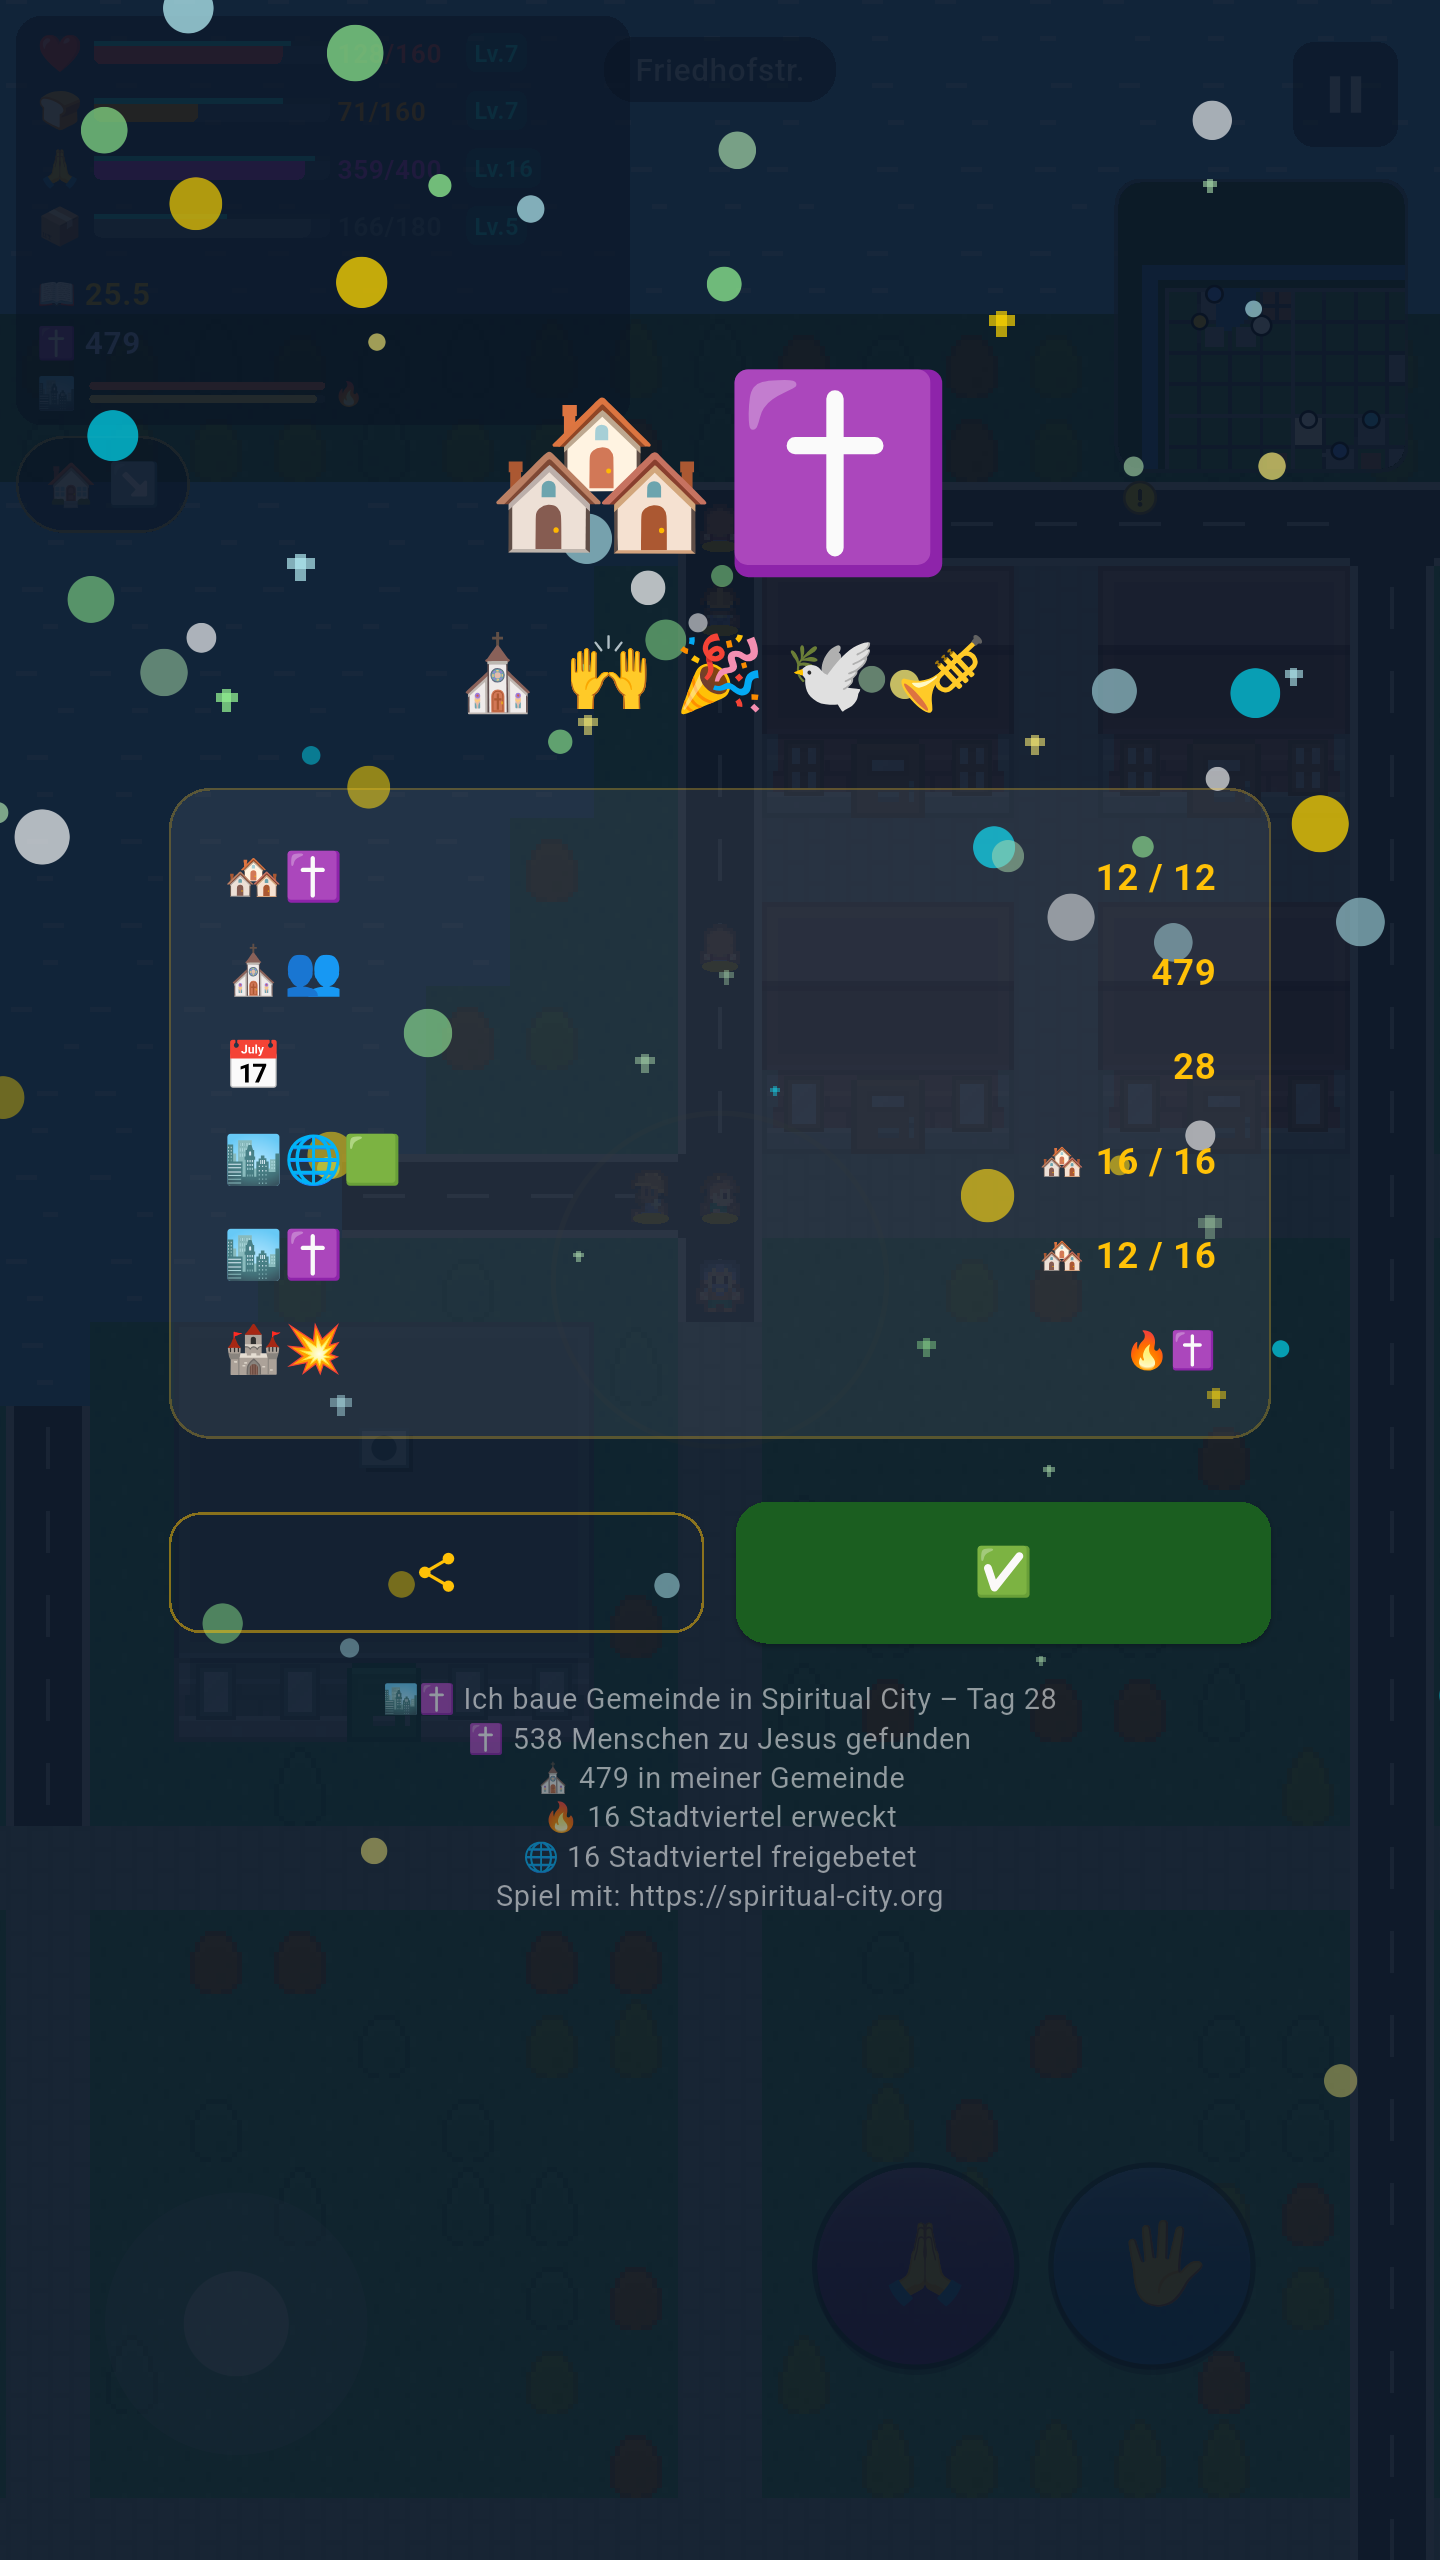 128/160 Lv.7
Friedhofstr.
71/160 Lv.7
359/400 Lv.16
166/180 Lv.5
25.5
479
12 / 12
479
July
17
28
16 / 16
12 / 16
Ich baue Gemeinde in Spiritual City – Tag 28
538 Menschen zu Jesus gefunden
479 in meiner Gemeinde
16 Stadtviertel erweckt
16 Stadtviertel freigebetet
Spiel mit: https://spiritual-city.org